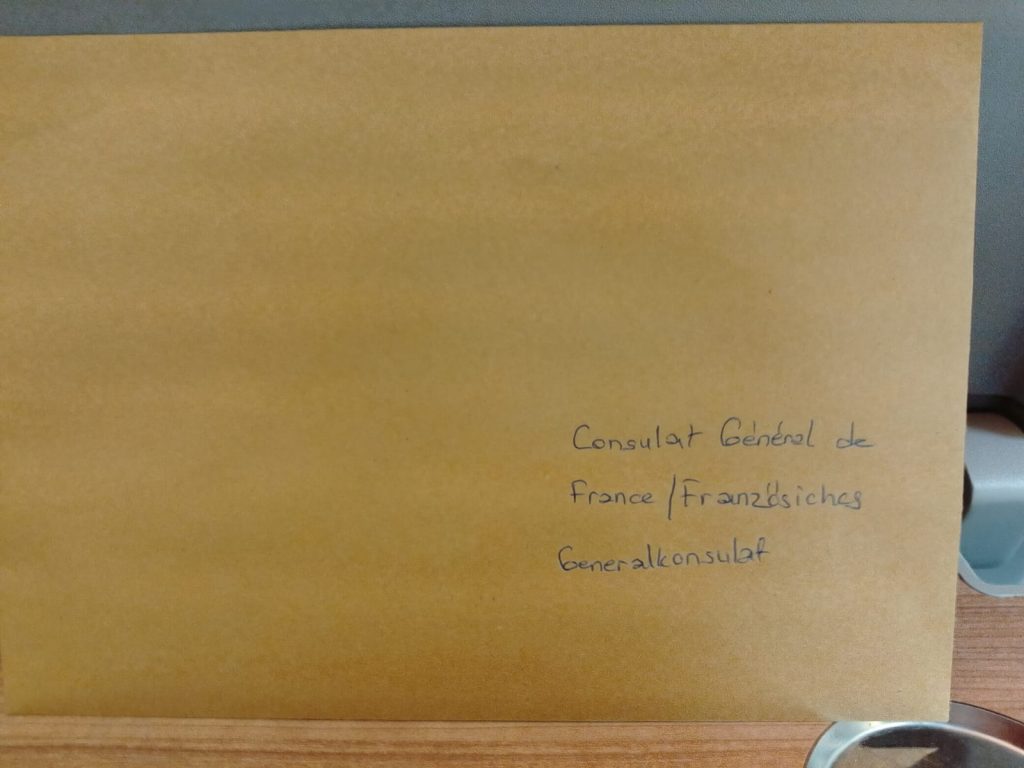 Consulat Général de
France / Französiches
Generalkonsulat